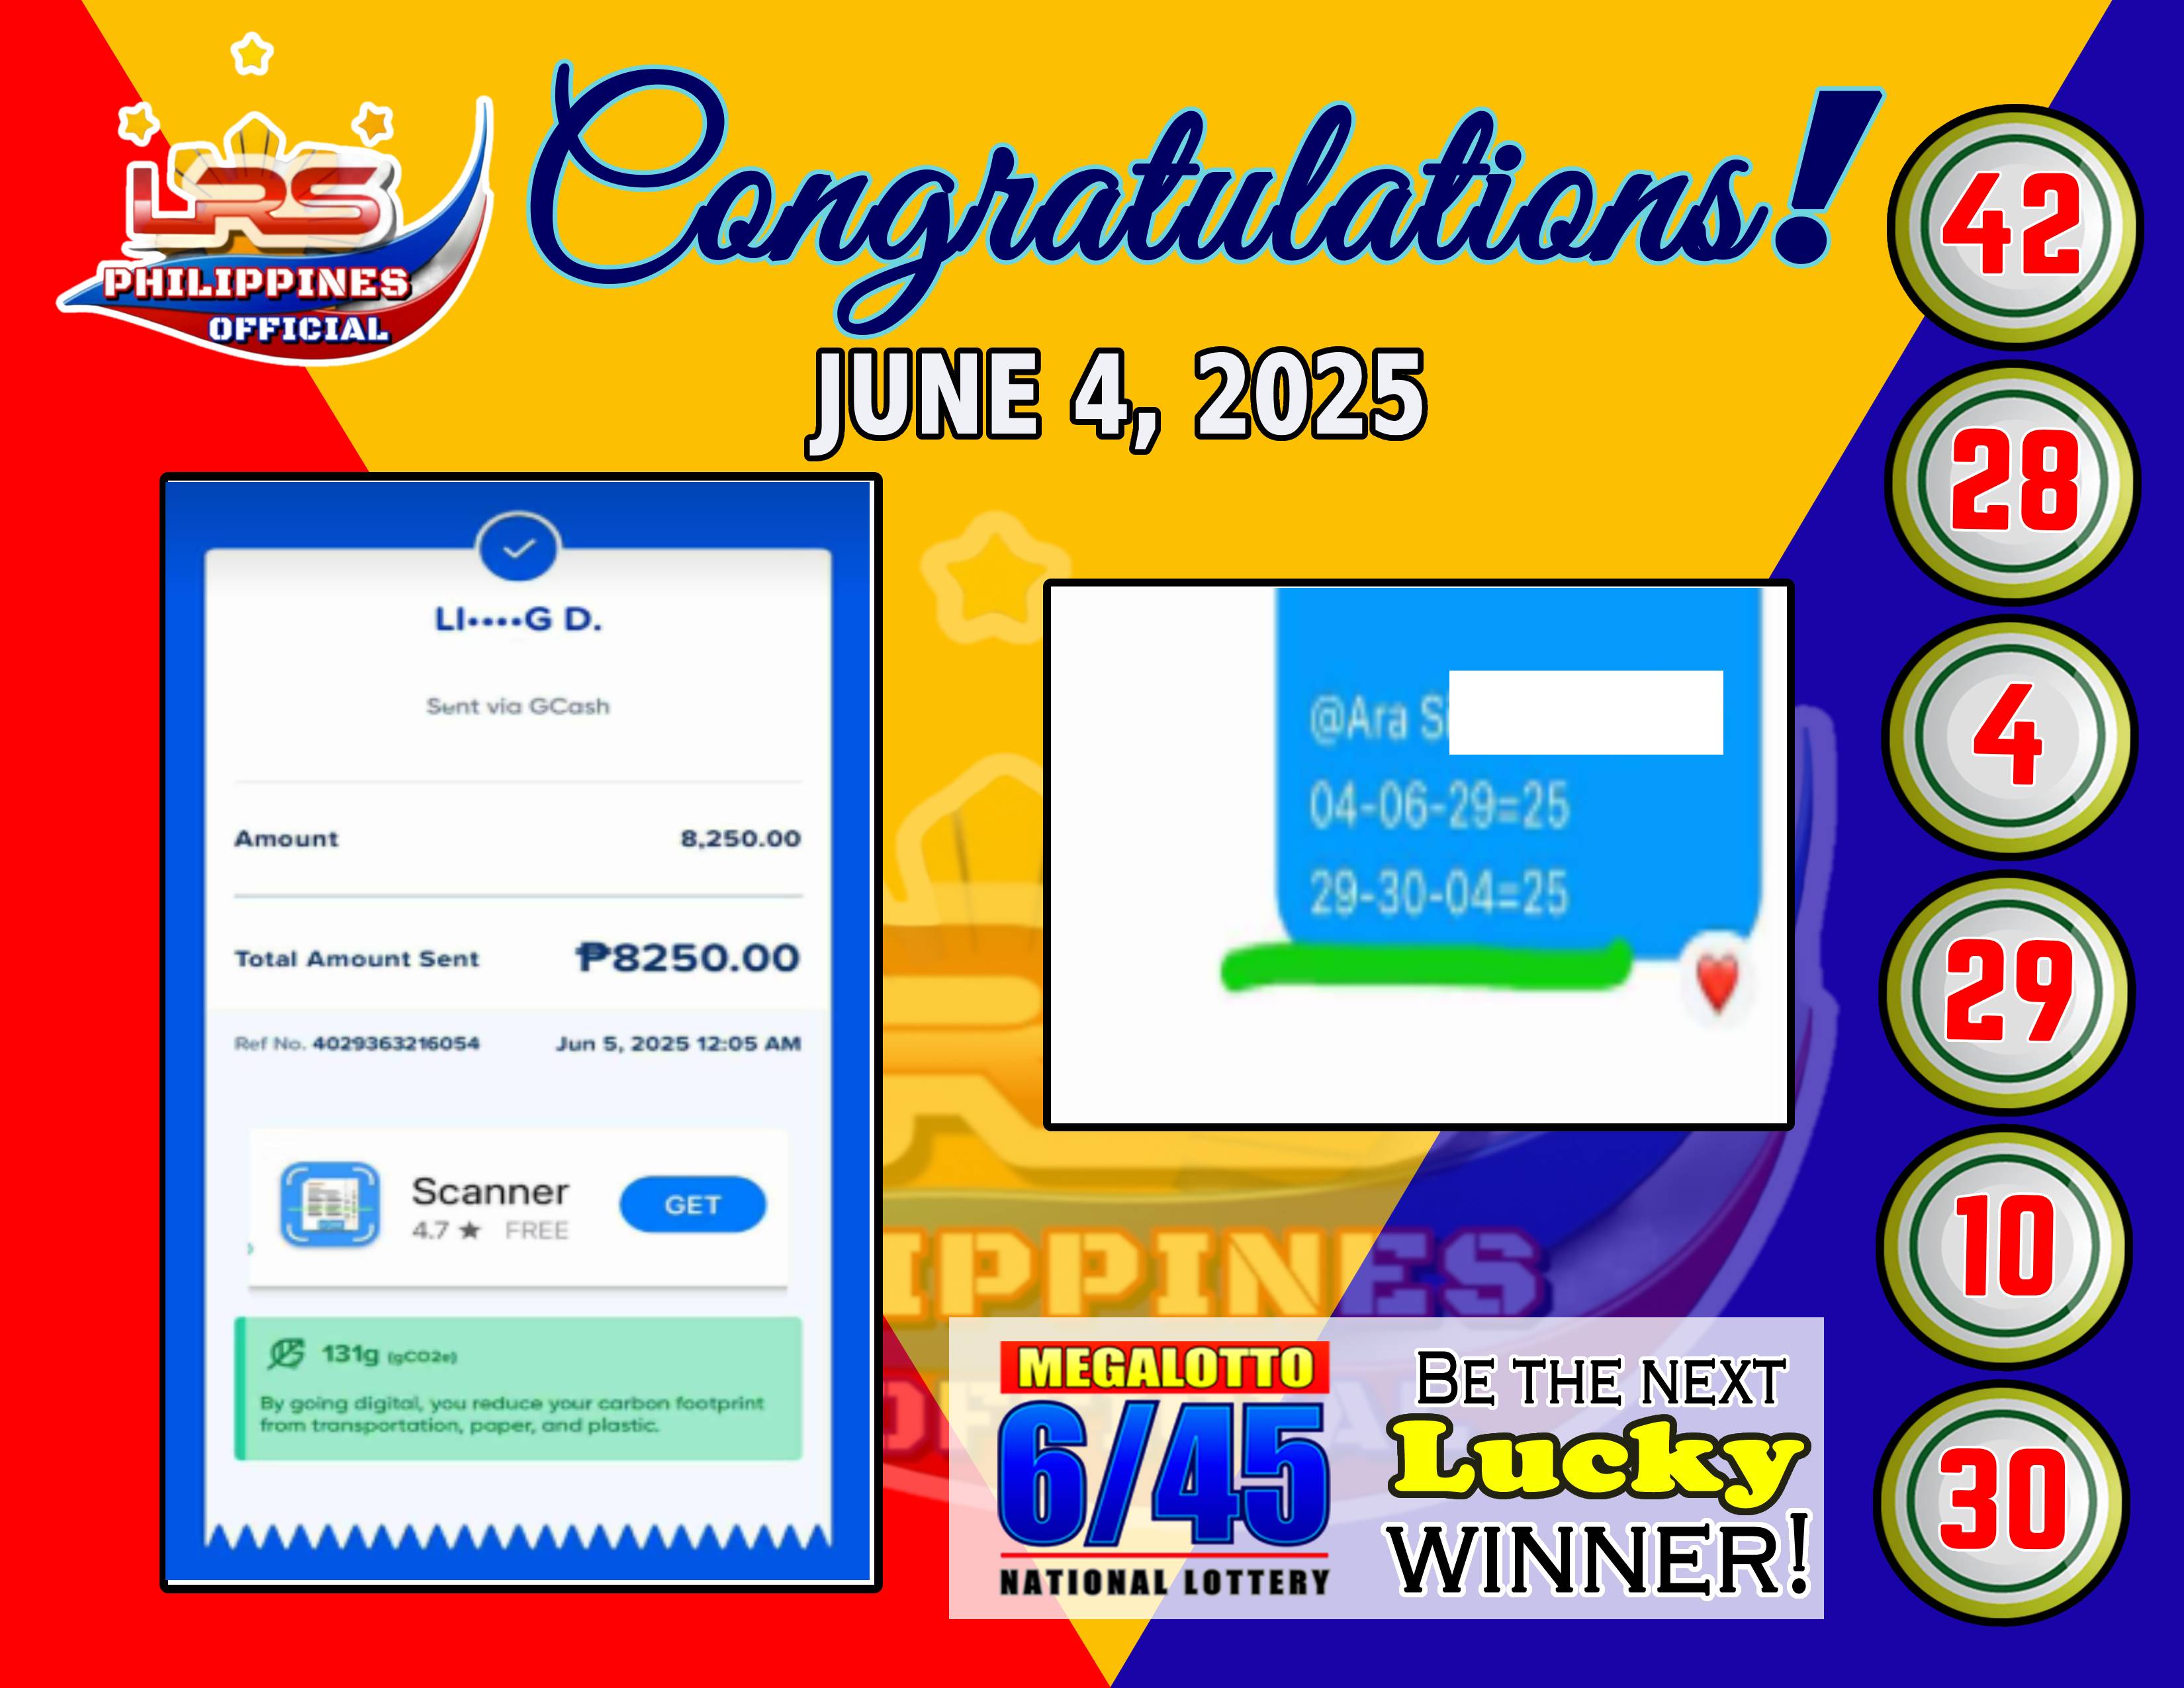 LRS
PHILIPPINES
OFFICIAL
Congratulations!
JUNE 4, 2025
LI••••G D.
Sent via GCash
Amount 8,250.00
Total Amount Sent ₱8250.00
Ref No. 4029363216054 Jun 5, 2025 12:05 AM
Scanner
4.7 ★ FREE
GET
131g (gCO2e)
By going digital, you reduce your carbon footprint
from transportation, paper, and plastic.
@Ara Si
04-06-29=25
29-30-04=25
MEGALOTTO
6/45
NATIONAL LOTTERY
BE THE NEXT
Lucky
WINNER!
42
28
4
29
10
30